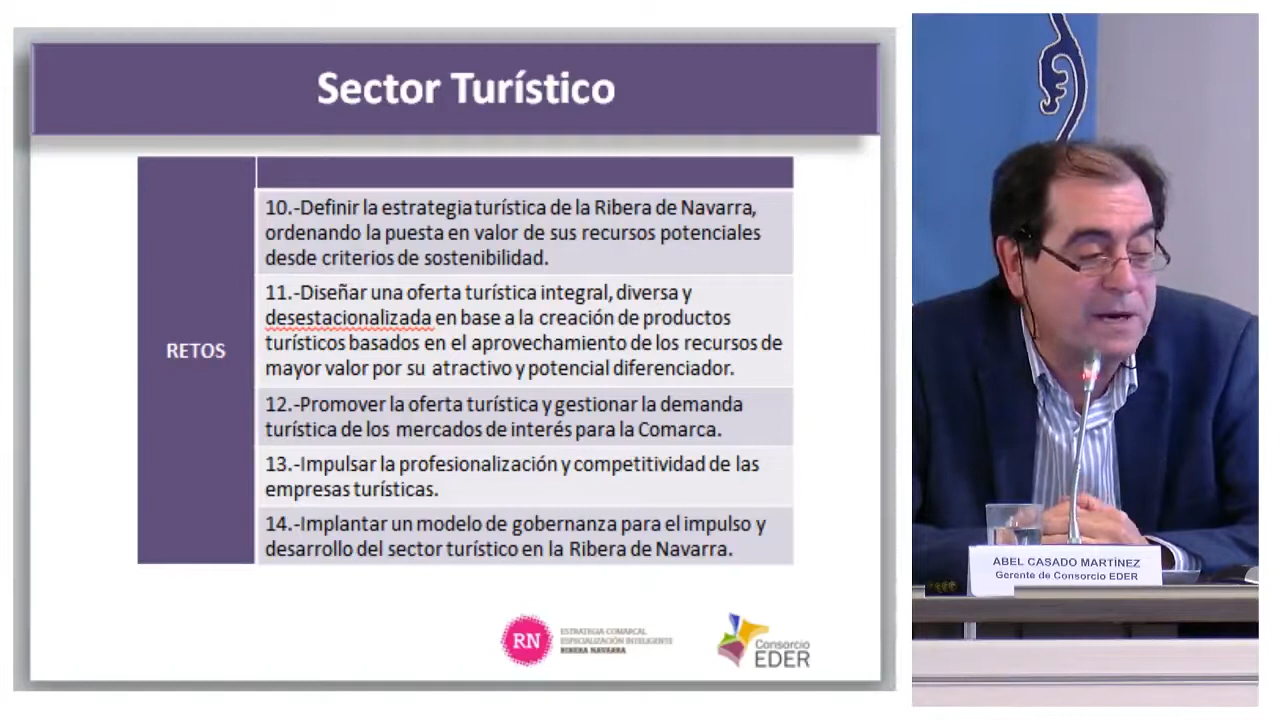 Sector Turístico
RETOS
10.-Definir la estrategia turística de la Ribera de Navarra,
ordenando la puesta en valor de sus recursos potenciales
desde criterios de sostenibilidad.
11.-Diseñar una oferta turística integral, diversa y
desestacionalizada en base a la creación de productos
turísticos basados en el aprovechamiento de los recursos de
mayor valor por su atractivo y potencial diferenciador.
12.-Promover la oferta turística y gestionar la demanda
turística de los mercados de interés para la Comarca.
13.-Impulsar la profesionalización y competitividad de las
empresas turísticas.
14.-Implantar un modelo de gobernanza para el impulso y
desarrollo del sector turístico en la Ribera de Navarra.
RN
ESTRATEGIA COMARCAL
ESPECIALIZACIÓN INTELIGENTE
RIBERA NAVARRA
Consorcio
EDER
ABEL CASADO MARTÍNEZ
Gerente de Consorcio EDER